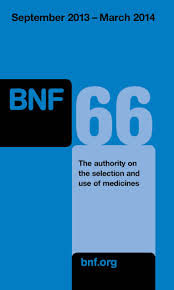 September 2013 – March 2014
BNF
66
The authority on
the selection and
use of medicines
bnf.org